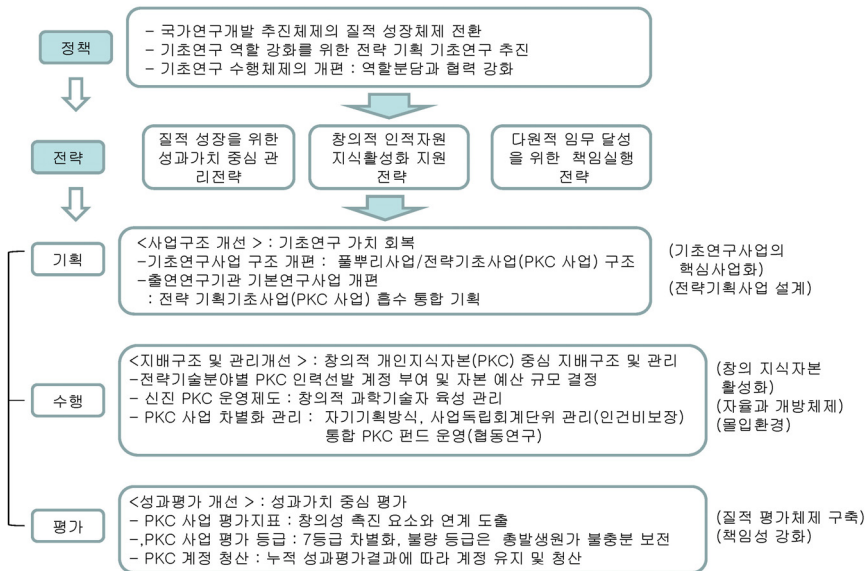 정책
- 국가연구개발 추진체제의 질적 성장체제 전환
- 기초연구 역할 강화를 위한 전략 기획 기초연구 추진
- 기초연구 수행체제의 개편 : 역할분담과 협력 강화
전략
질적 성장을 위한
성과가치 중심 관
리전략
창의적 인적자원
지식활성화 지원
전략
다원적 임무 달성
을 위한 책임실행
전략
기획
<사업구조 개선 > : 기초연구 가치 회복
-기초연구사업 구조 개편 : 풀뿌리사업/전략기초사업(PKC 사업) 구조
-출연연구기관 기본연구사업 개편
: 전략 기획기초사업(PKC 사업) 흡수 통합 기획
(기초연구사업의
핵심사업화)
(전략기획사업 설계)
수행
<지배구조 및 관리개선 > : 창의적 개인지식자본(PKC) 중심 지배구조 및 관리
-전략기술분야별 PKC 인력선발 계정 부여 및 자본 예산 규모 결정
- 신진 PKC 운영제도 : 창의적 과학기술자 육성 관리
- PKC 사업 차별화 관리 : 자기기획방식, 사업독립회계단위 관리(인건비보장)
통합 PKC 펀드 운영(협동연구)
(창의 지식자본
활성화)
(자율과 개방체제)
(몰입환경)
평가
<성과평가 개선 > : 성과가치 중심 평가
- PKC 사업 평가지표 : 창의성 촉진 요소와 연계 도출
-,PKC 사업 평가 등급 : 7등급 차별화, 불량 등급은 총발생원가 불충분 보전
- PKC 계정 청산 : 누적 성과평가결과에 따라 계정 유지 및 청산
(질적 평가체제 구축)
(책임성 강화)